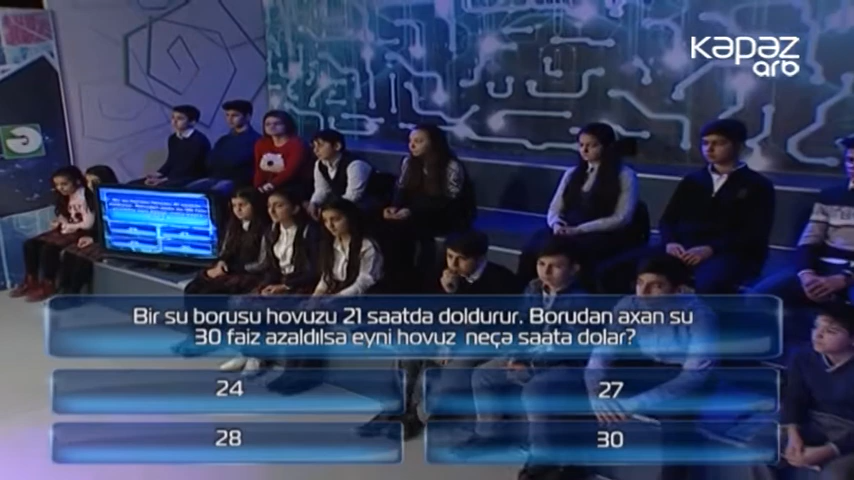 kəpəz
arb
Bir su borusu hovuzu 21 saatda doldurur. Borudan axan su
30 faiz azaldılsa eyni hovuz neçə saata dolar?
24
27
28
30